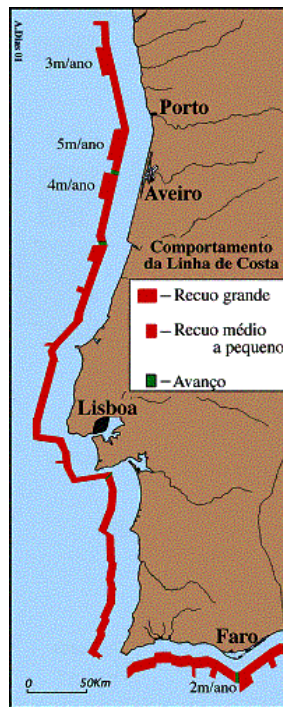 A.Dias 01
3m/ano
Porto
5m/ano
4m/ano
Aveiro
Comportamento
da Linha de Costa
– Recuo grande
– Recuo médio
a pequeno
– Avanço
Lisboa
Faro
0 50Km
2m/ano